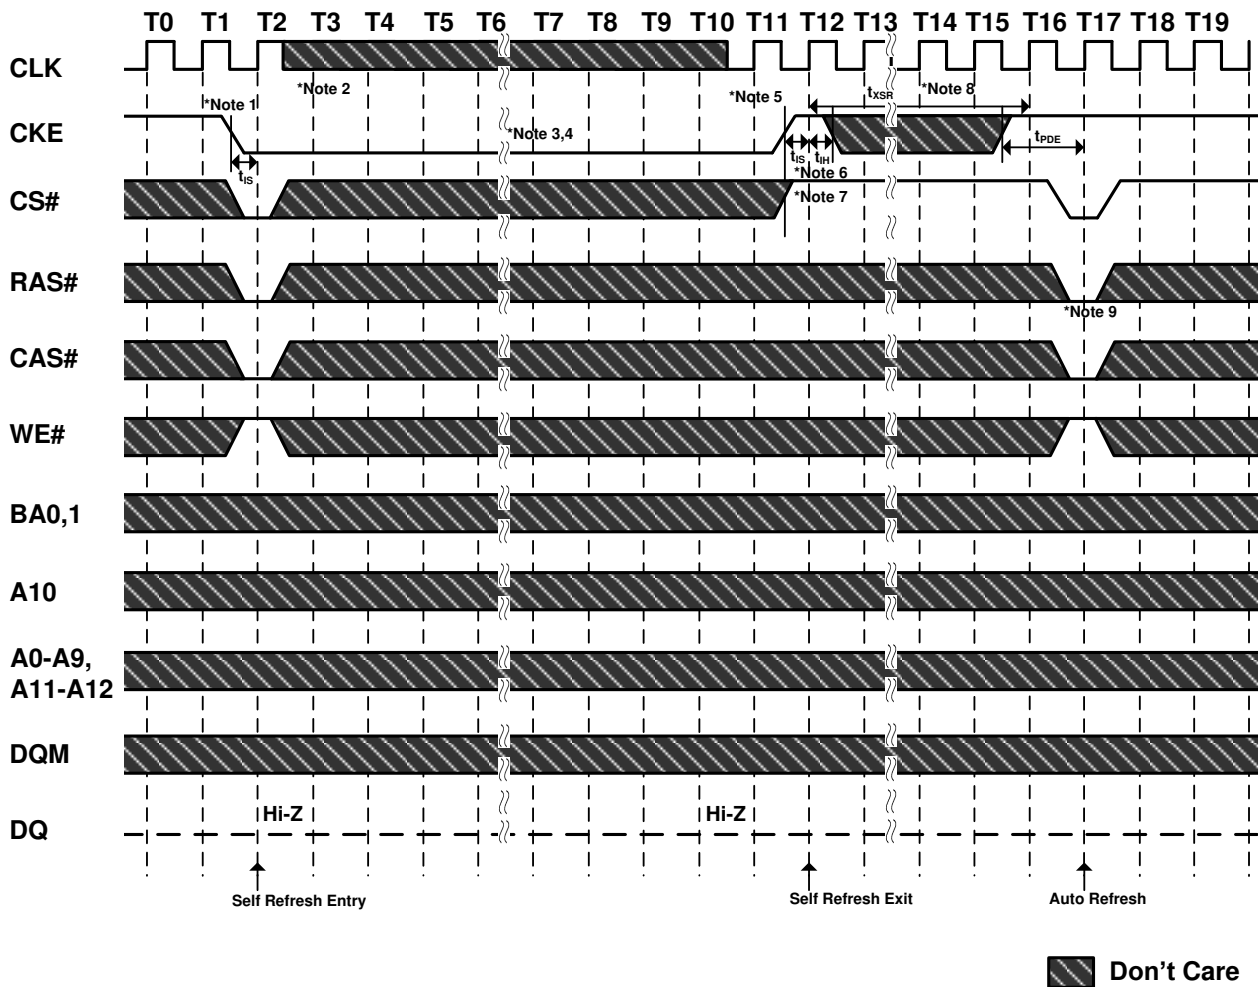 T0 T1 T2 T3 T4 T5 T6 T7 T8 T9 T10 T11 T12 T13 T14 T15 T16 T17 T18 T19
CLK
*Note 1 *Note 2 *Note 5 tXSR *Note 8
CKE *Note 3,4 tPDE
tIS tIS tIH
*Note 6
CS# *Note 7
RAS#
*Note 9
CAS#
WE#
BA0,1
A10
A0-A9,
A11-A12
DQM
Hi-Z Hi-Z
DQ
Self Refresh Entry Self Refresh Exit Auto Refresh
Don't Care